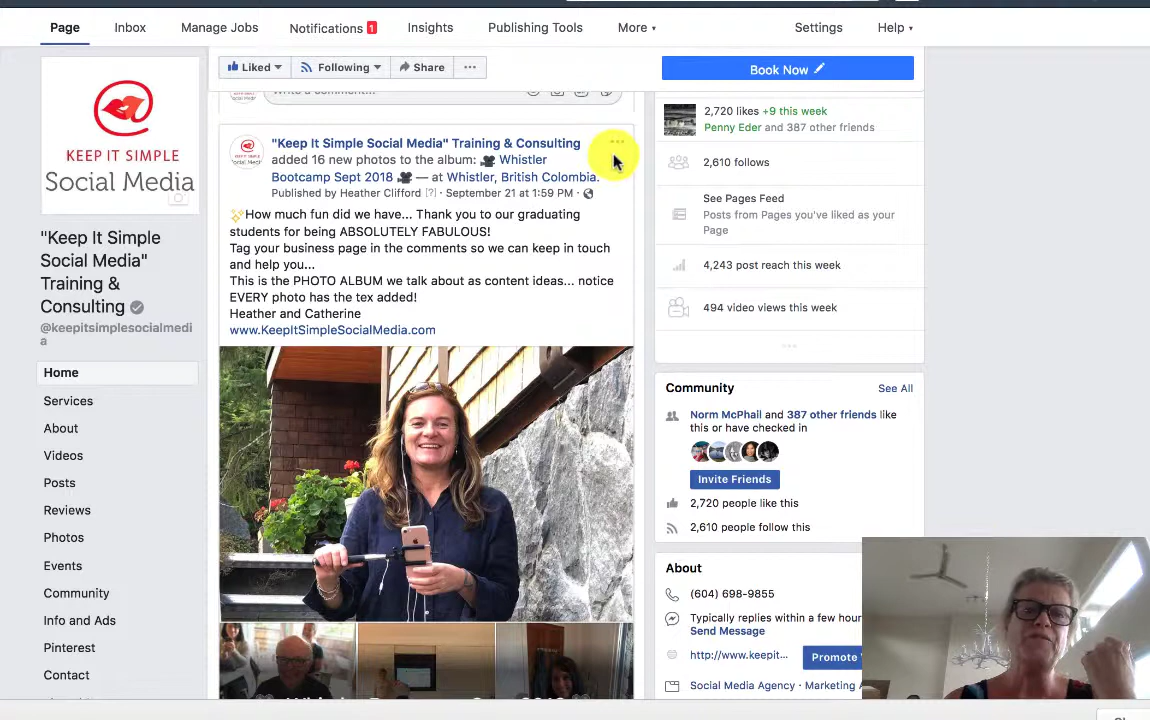 Page
Inbox
Manage Jobs
Notifications 1
Insights
Publishing Tools
More
Settings
Help
Liked
Following
Share
Book Now
KEEP IT SIMPLE
Social Media
"Keep It Simple
Social Media"
Training &
Consulting
@keepitsimplesocialmedi
a
Home
Services
About
Videos
Posts
Reviews
Photos
Events
Community
Info and Ads
Pinterest
Contact
Write a comment...
"Keep It Simple Social Media" Training & Consulting
added 16 new photos to the album: 🎥 Whistler
Bootcamp Sept 2018 🎥 — at Whistler, British Colombia.
Published by Heather Clifford [?] · September 21 at 1:59 PM ·
✨How much fun did we have... Thank you to our graduating
students for being ABSOLUTELY FABULOUS!
Tag your business page in the comments so we can keep in touch
and help you...
This is the PHOTO ALBUM we talk about as content ideas... notice
EVERY photo has the tex added!
Heather and Catherine
www.KeepItSimpleSocialMedia.com
2,720 likes +9 this week
Penny Eder and 387 other friends
2,610 follows
See Pages Feed
Posts from Pages you've liked as your
Page
4,243 post reach this week
494 video views this week
Community
See All
Norm McPhail and 387 other friends like
this or have checked in
Invite Friends
2,720 people like this
2,610 people follow this
About
(604) 698-9855
Typically replies within a few hour
Send Message
http://www.keepit...
Promote
Social Media Agency · Marketing A